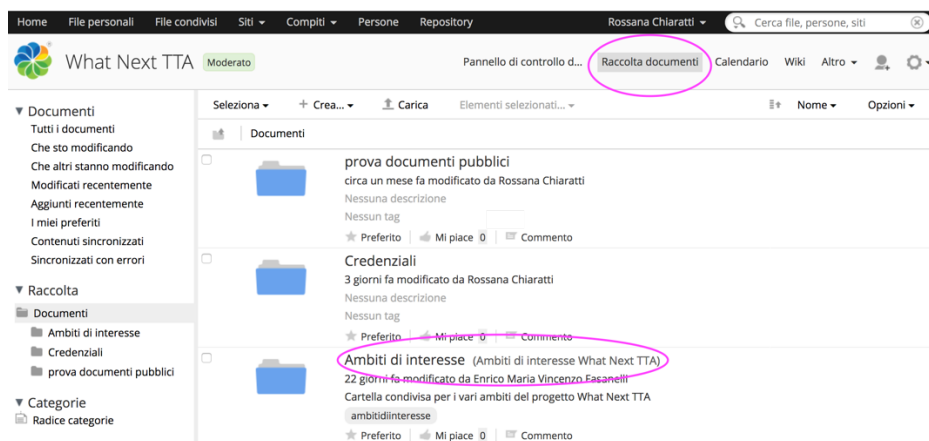 Home File personali File condivisi Siti Compiti Persone Repository Rossana Chiaratti Cerca file, persone, siti
What Next TTA Moderato Pannello di controllo d... Raccolta documenti Calendario Wiki Altro
Documenti
Tutti i documenti
Che sto modificando
Che altri stanno modificando
Modificati recentemente
Aggiunti recentemente
I miei preferiti
Contenuti sincronizzati
Sincronizzati con errori
Raccolta
Documenti
Ambiti di interesse
Credenziali
prova documenti pubblici
Categorie
Radice categorie
Seleziona + Crea... Carica Elementi selezionati... Nome Opzioni
Documenti
prova documenti pubblici
circa un mese fa modificato da Rossana Chiaratti
Nessuna descrizione
Nessun tag
Preferito Mi piace 0 Commento
Credenziali
3 giorni fa modificato da Rossana Chiaratti
Nessuna descrizione
Nessun tag
Preferito Mi piace 0 Commento
Ambiti di interesse (Ambiti di interesse What Next TTA)
22 giorni fa modificato da Enrico Maria Vincenzo Fasanelli
Cartella condivisa per i vari ambiti del progetto What Next TTA
ambitidiinteresse
Preferito Mi piace 0 Commento